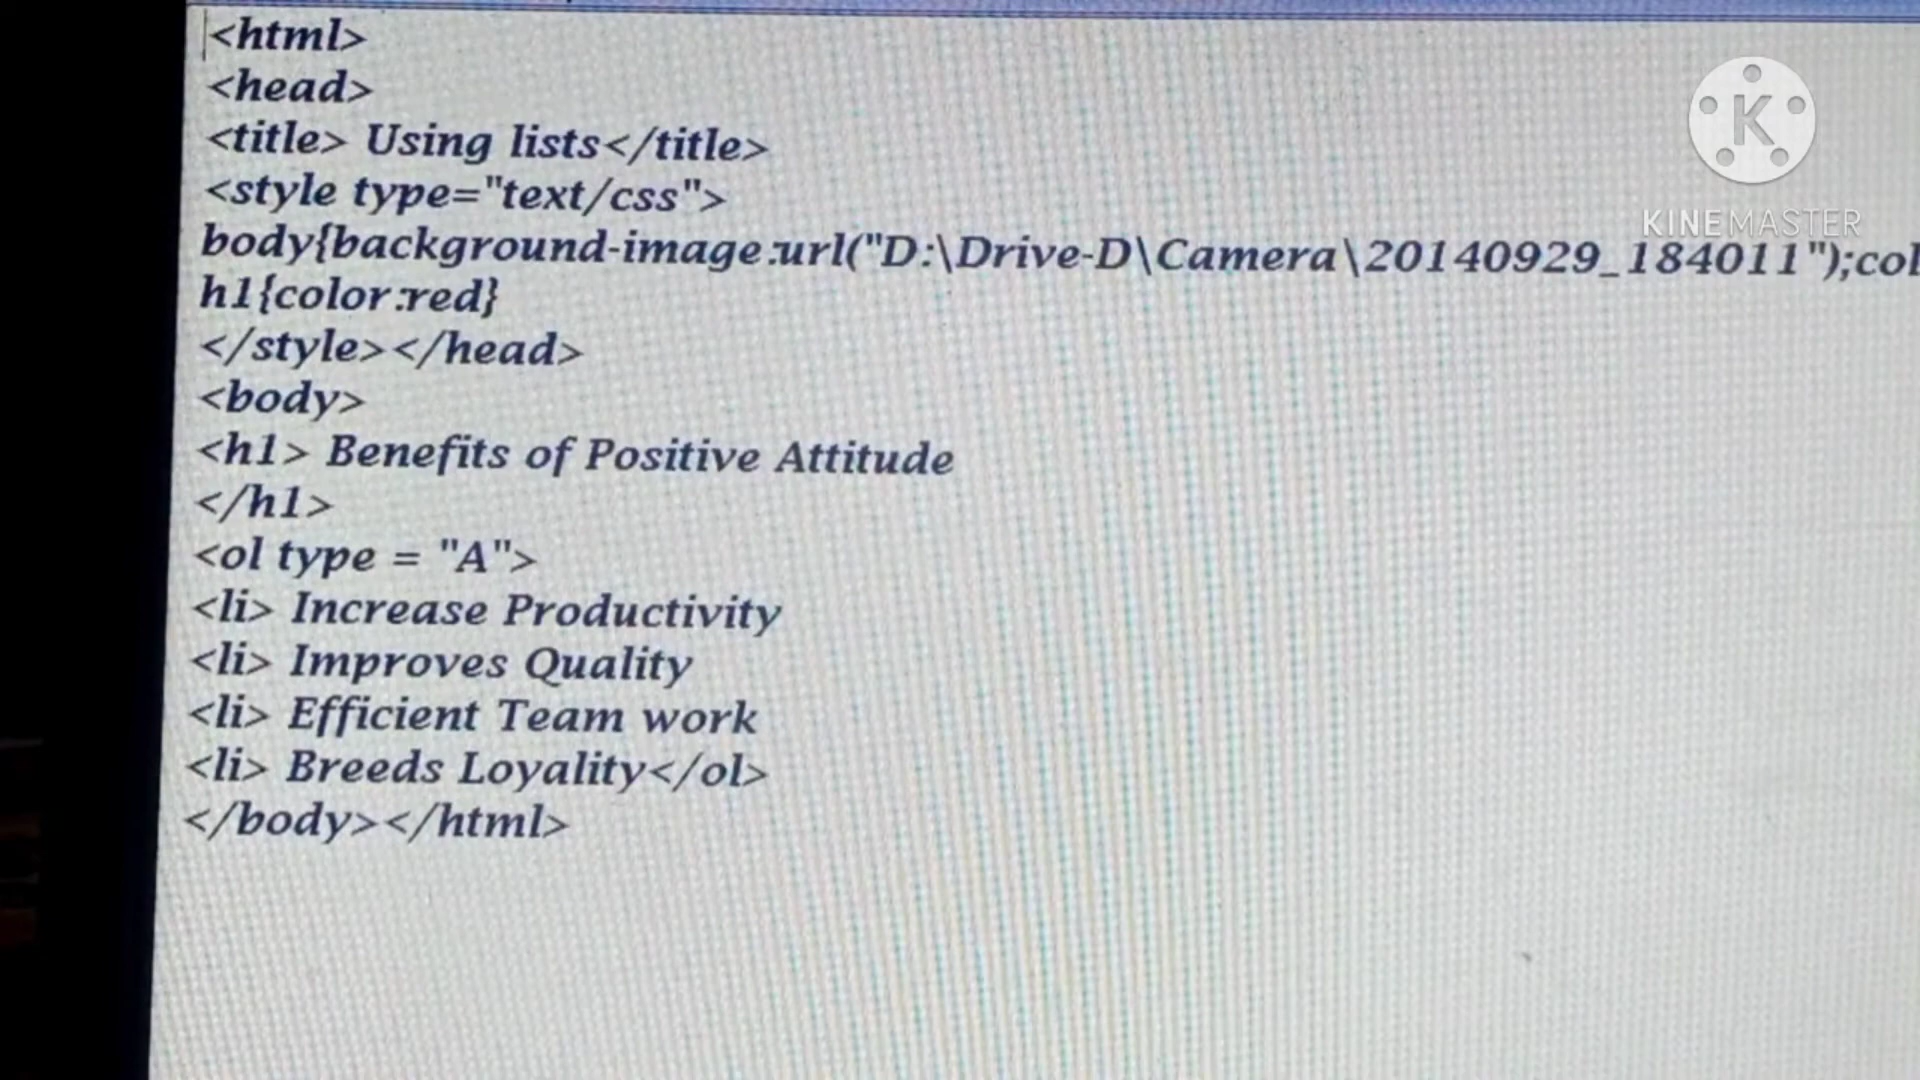 <html>
<head>
<title> Using lists</title>
<style type="text/css">
body{background-image:url("D:\Drive-D\Camera\20140929_184011");col
h1{color:red}
</style></head>
<body>
<h1> Benefits of Positive Attitude
</h1>
<ol type = "A">
<li> Increase Productivity
<li> Improves Quality
<li> Efficient Team work
<li> Breeds Loyality</ol>
</body></html>
K
KINEMASTER